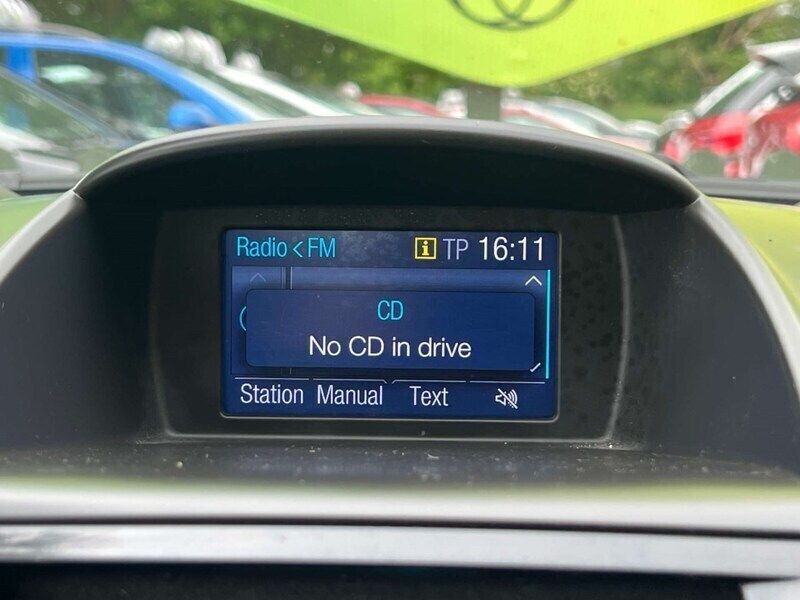 Radio < FM i TP 16:11
CD
No CD in drive
Station Manual Text